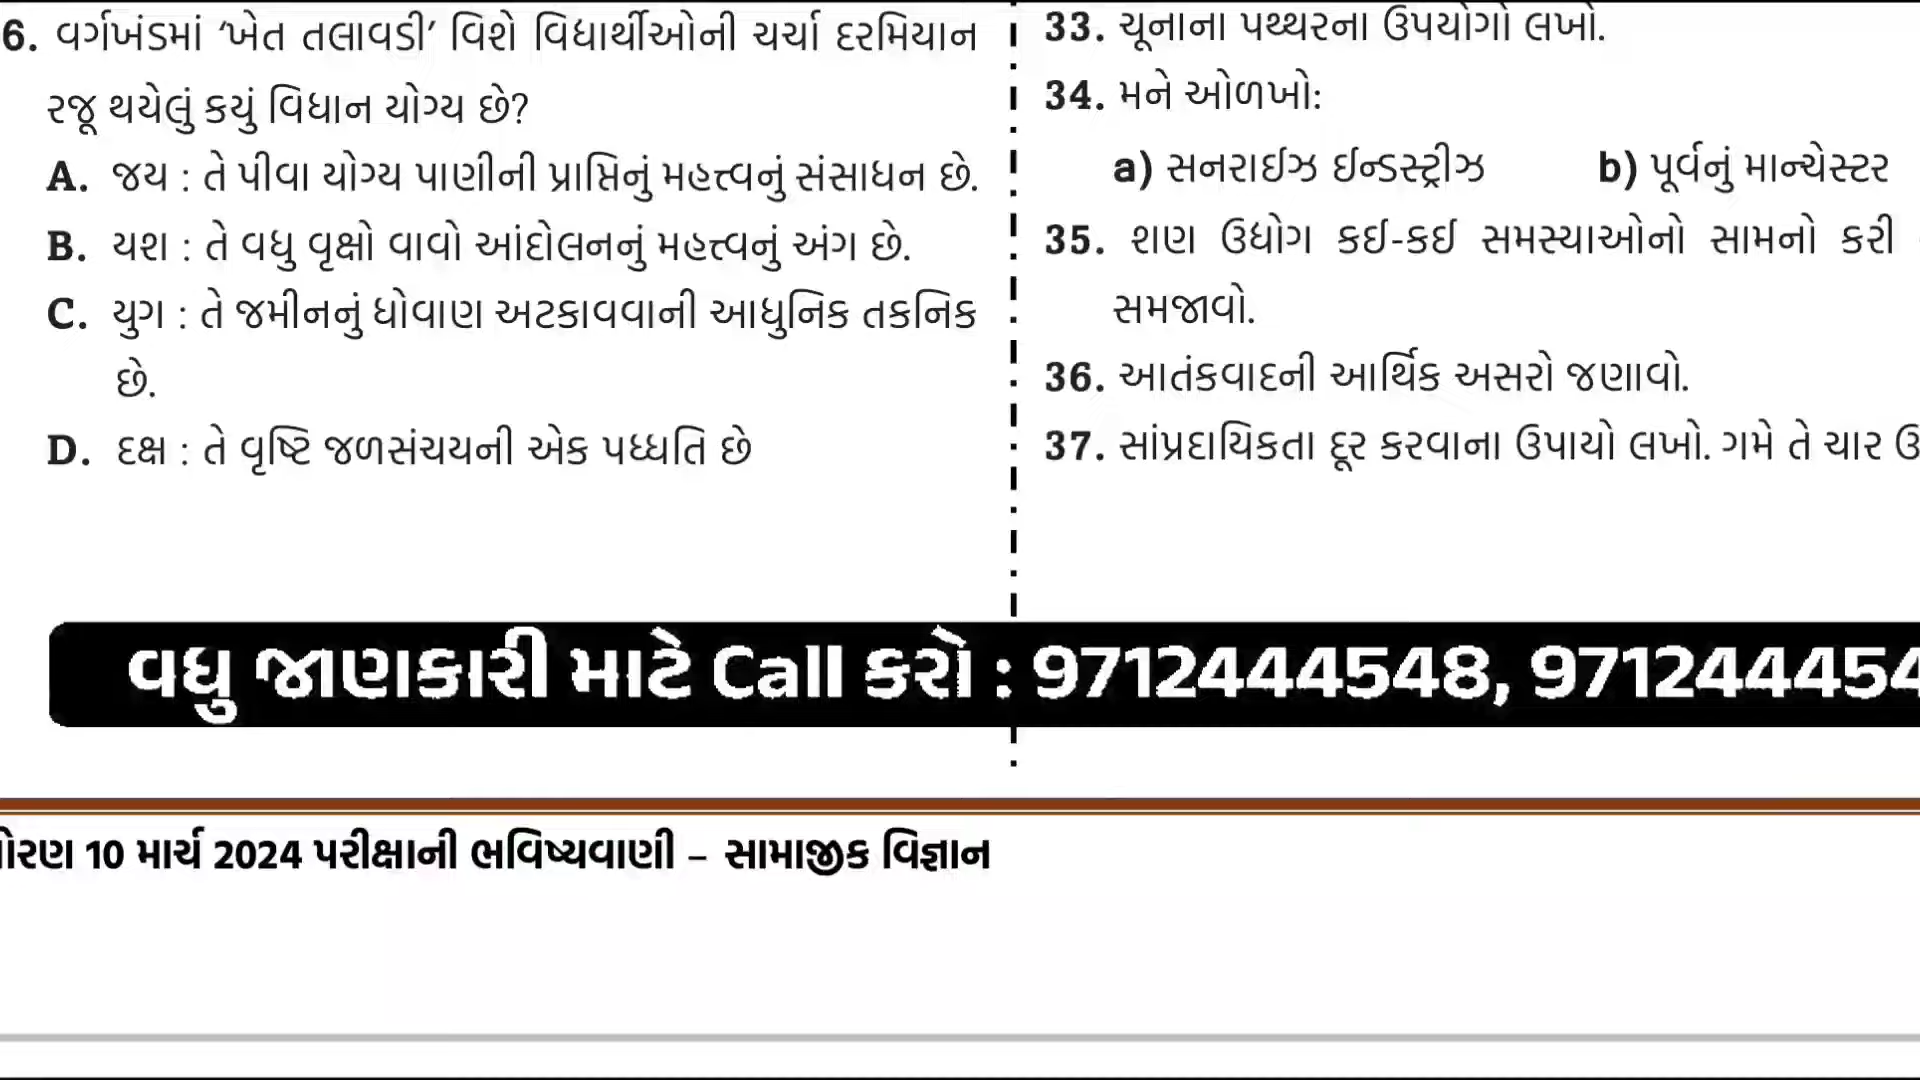 6. વર્ગખંડમાં ‘ખેત તલાવડી’ વિશે વિદ્યાર્થીઓની ચર્ચા દરમિયાન
રજૂ થયેલું કયું વિધાન યોગ્ય છે?
A. જય : તે પીવા યોગ્ય પાણીની પ્રાપ્તિનું મહત્ત્વનું સંસાધન છે.
B. યશ : તે વધુ વૃક્ષો વાવો આંદોલનનું મહત્ત્વનું અંગ છે.
C. યુગ : તે જમીનનું ધોવાણ અટકાવવાની આધુનિક તકનિક
છે.
D. દક્ષ : તે વૃષ્ટિ જળસંચયની એક પધ્ધતિ છે
33. ચૂનાના પથ્થરના ઉપયોગો લખો.
34. મને ઓળખો:
a) સનરાઈઝ ઈન્ડસ્ટ્રીઝ b) પૂર્વનું માન્ચેસ્ટર
35. શણ ઉદ્યોગ કઈ-કઈ સમસ્યાઓનો સામનો કરી
સમજાવો.
36. આતંકવાદની આર્થિક અસરો જણાવો.
37. સાંપ્રદાયિકતા દૂર કરવાના ઉપાયો લખો. ગમે તે ચાર
વધુ જાણકારી માટે Call કરો : 9712444548, 971244454
10 માર્ચ 2024 પરીક્ષાની ભવિષ્યવાણી – સામાજીક વિજ્ઞાન